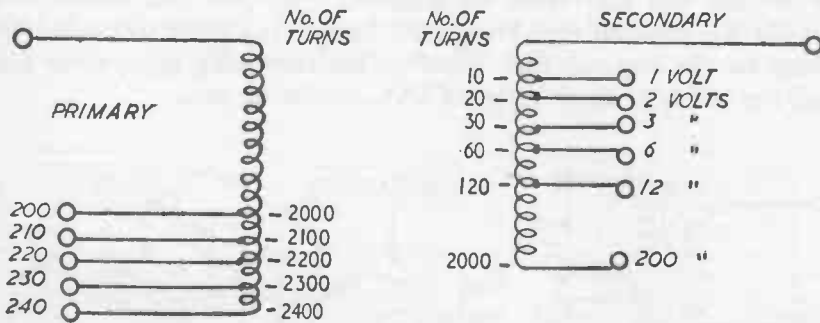 No. OF TURNS
PRIMARY
200
210
220
230
240
- 2000
- 2100
- 2200
- 2300
- 2400
No. OF TURNS
SECONDARY
10 - 1 VOLT
20 - 2 VOLTS
30 - 3 "
60 - 6 "
120 - 12 "
2000 - 200 "